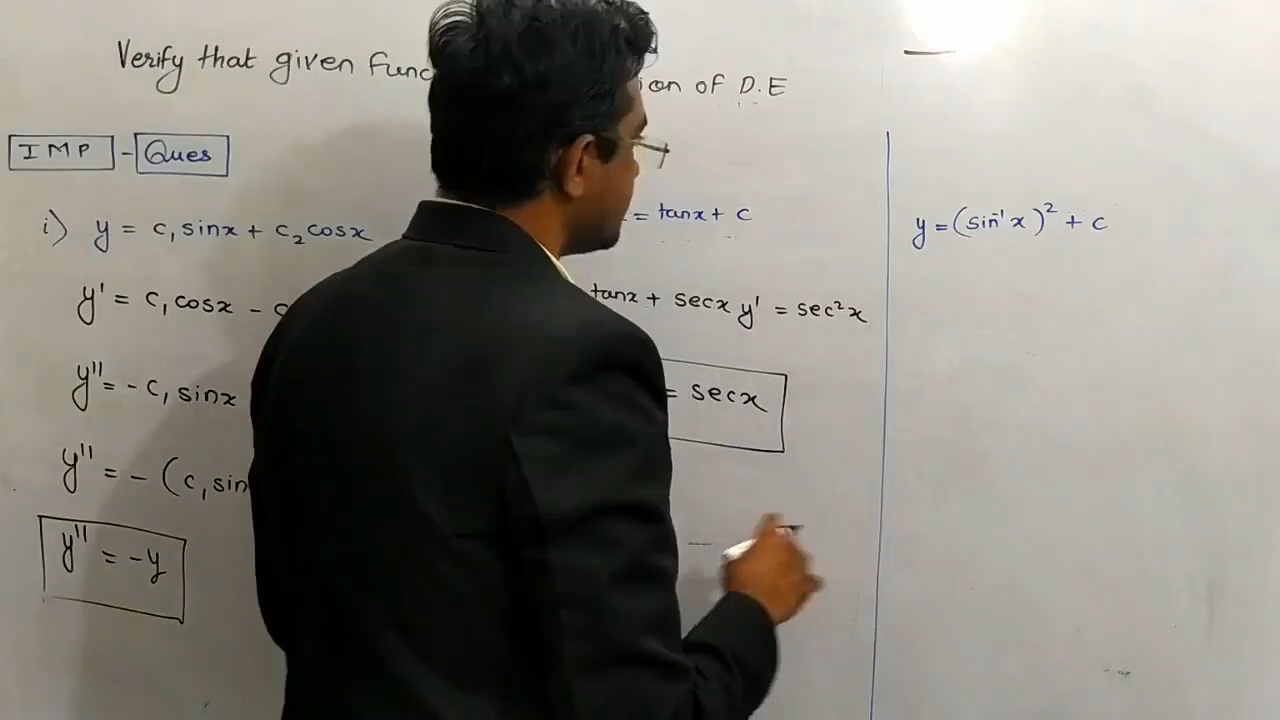 Verify that given Func ion of D.E
IMP - Ques
i) y = c₁sinx + c₂cosx
y' = c₁cosx -
y'' = -c₁sinx
y'' = -(c₁sin
y'' = -y
= tanx + c
tanx + secx y' = sec²x
= secx
y = (sin⁻¹x)² + c